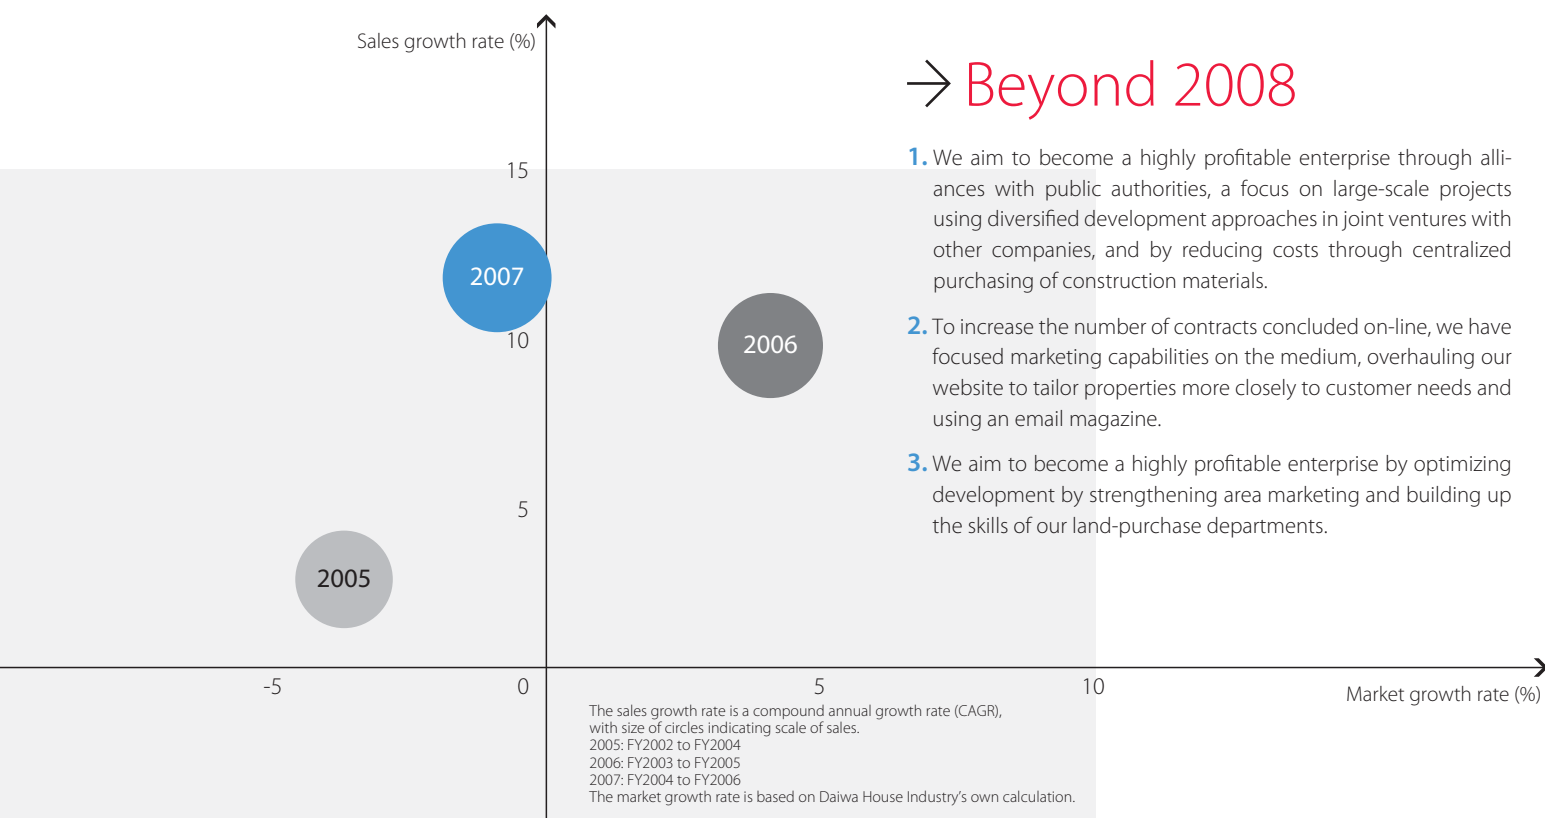 Sales growth rate (%)
15
10
5
2007
2006
2005
-5
0
5
10
Market growth rate (%)
The sales growth rate is a compound annual growth rate (CAGR),
with size of circles indicating scale of sales.
2005: FY2002 to FY2004
2006: FY2003 to FY2005
2007: FY2004 to FY2006
The market growth rate is based on Daiwa House Industry’s own calculation.
→ Beyond 2008
1. We aim to become a highly profitable enterprise through alli-
ances with public authorities, a focus on large-scale projects
using diversified development approaches in joint ventures with
other companies, and by reducing costs through centralized
purchasing of construction materials.
2. To increase the number of contracts concluded on-line, we have
focused marketing capabilities on the medium, overhauling our
website to tailor properties more closely to customer needs and
using an email magazine.
3. We aim to become a highly profitable enterprise by optimizing
development by strengthening area marketing and building up
the skills of our land-purchase departments.